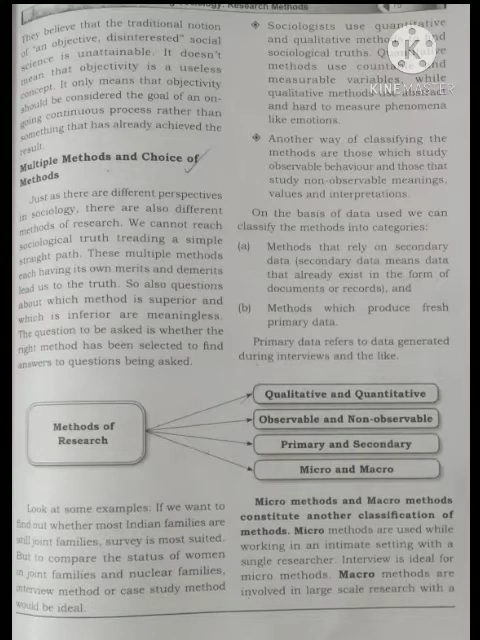 Research Methods
They believe that the traditional notion
of "an objective, disinterested" social
science is unattainable. It doesn't
mean that objectivity is a useless
concept. It only means that objectivity
should be considered the goal of an on-
going continuous process rather than
something that has already achieved the
result.
Multiple Methods and Choice of
Methods
Just as there are different perspectives
in sociology, there are also different
methods of research. We cannot reach
sociological truth treading a simple
straight path. These multiple methods
each having its own merits and demerits
lead us to the truth. So also questions
about which method is superior and
which is inferior are meaningless.
The question to be asked is whether the
right method has been selected to find
answers to questions being asked.
Sociologists use quantitative
and qualitative methods to find
sociological truths. Quantitative
methods use countable and
measurable variables, while
qualitative methods use abstract
and hard to measure phenomena
like emotions.
Another way of classifying the
methods are those which study
observable behaviour and those that
study non-observable meanings,
values and interpretations.
On the basis of data used we can
classify the methods into categories:
(a) Methods that rely on secondary
data (secondary data means data
that already exist in the form of
documents or records), and
(b) Methods which produce fresh
primary data.
Primary data refers to data generated
during interviews and the like.
KINEMASTER
Methods of
Research
Qualitative and Quantitative
Observable and Non-observable
Primary and Secondary
Micro and Macro
Look at some examples: If we want to
find out whether most Indian families are
still joint families, survey is most suited.
But to compare the status of women
in joint families and nuclear families,
interview method or case study method
would be ideal.
Micro methods and Macro methods
constitute another classification of
methods. Micro methods are used while
working in an intimate setting with a
single researcher. Interview is ideal for
micro methods. Macro methods are
involved in large scale research with a